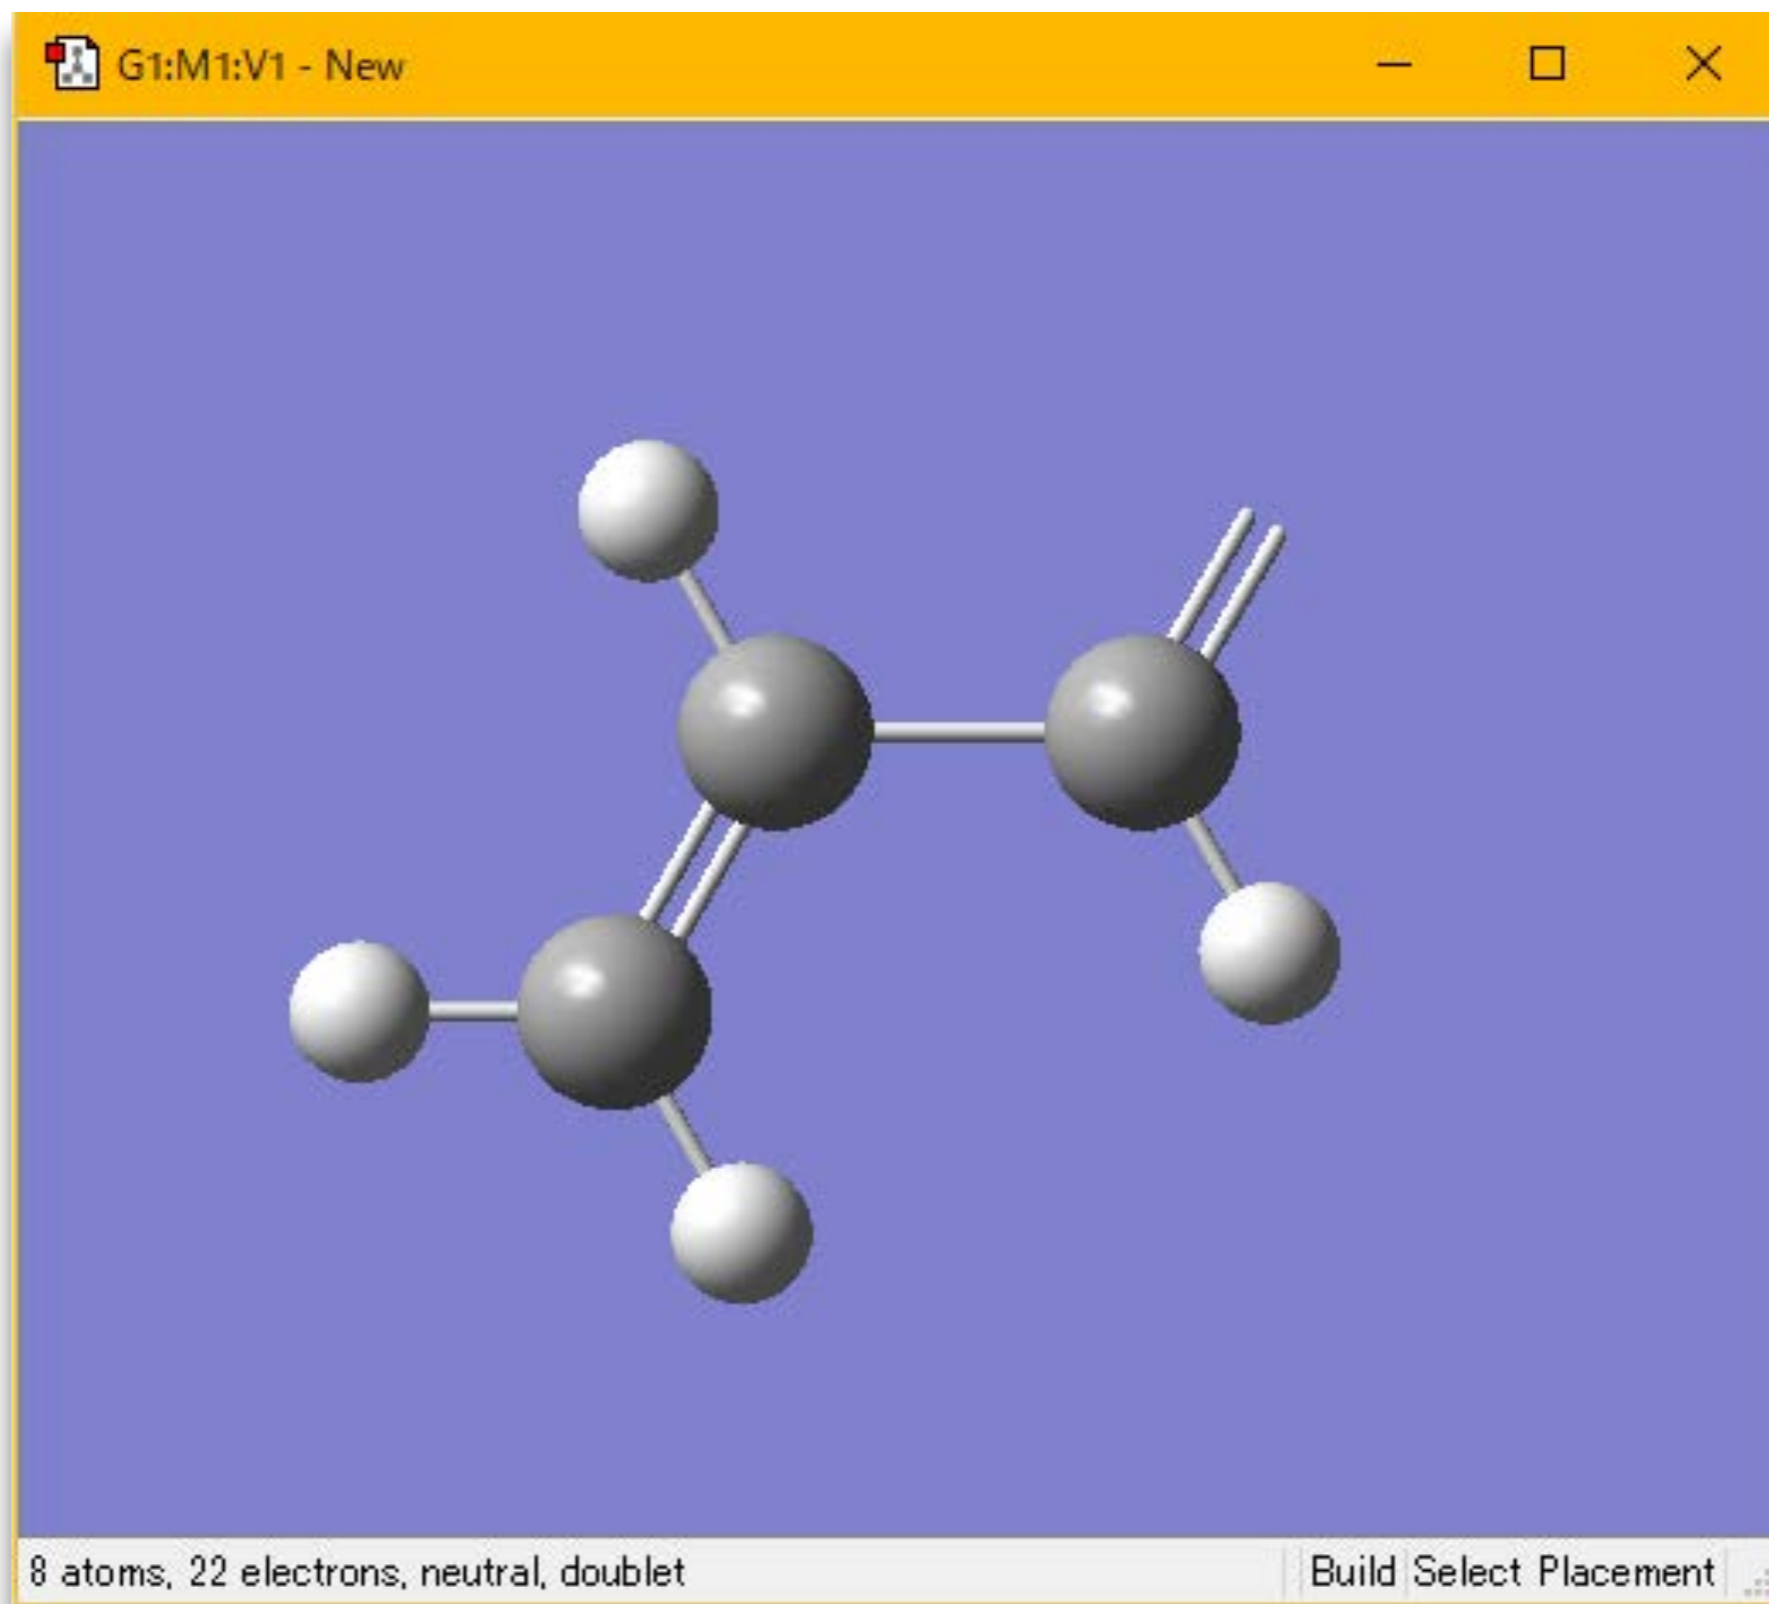 G1:M1:V1 - New
8 atoms, 22 electrons, neutral, doublet
Build Select Placement